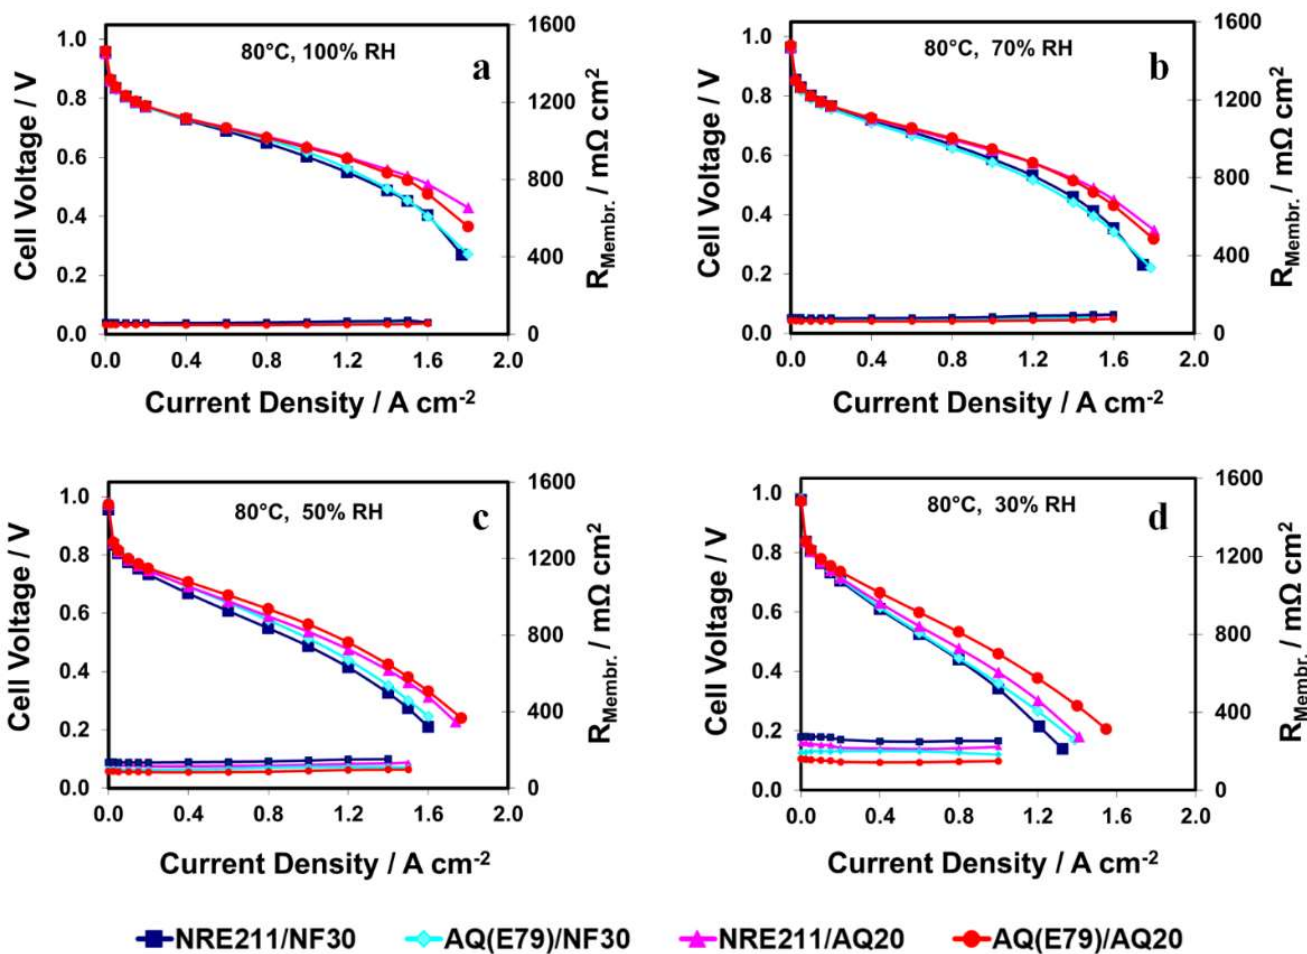 80°C, 100% RH
a
1.0
0.8
0.6
0.4
0.2
0.0
Cell Voltage / V
1600
1200
800
400
0
R_Membr. / mΩ cm²
0.0 0.4 0.8 1.2 1.6 2.0
Current Density / A cm⁻²
80°C, 70% RH
b
1.0
0.8
0.6
0.4
0.2
0.0
Cell Voltage / V
1600
1200
800
400
0
R_Membr. / mΩ cm²
0.0 0.4 0.8 1.2 1.6 2.0
Current Density / A cm⁻²
80°C, 50% RH
c
1.0
0.8
0.6
0.4
0.2
0.0
Cell Voltage / V
1600
1200
800
400
0
R_Membr. / mΩ cm²
0.0 0.4 0.8 1.2 1.6 2.0
Current Density / A cm⁻²
80°C, 30% RH
d
1.0
0.8
0.6
0.4
0.2
0.0
Cell Voltage / V
1600
1200
800
400
0
R_Membr. / mΩ cm²
0.0 0.4 0.8 1.2 1.6 2.0
Current Density / A cm⁻²
NRE211/NF30 AQ(E79)/NF30 NRE211/AQ20 AQ(E79)/AQ20